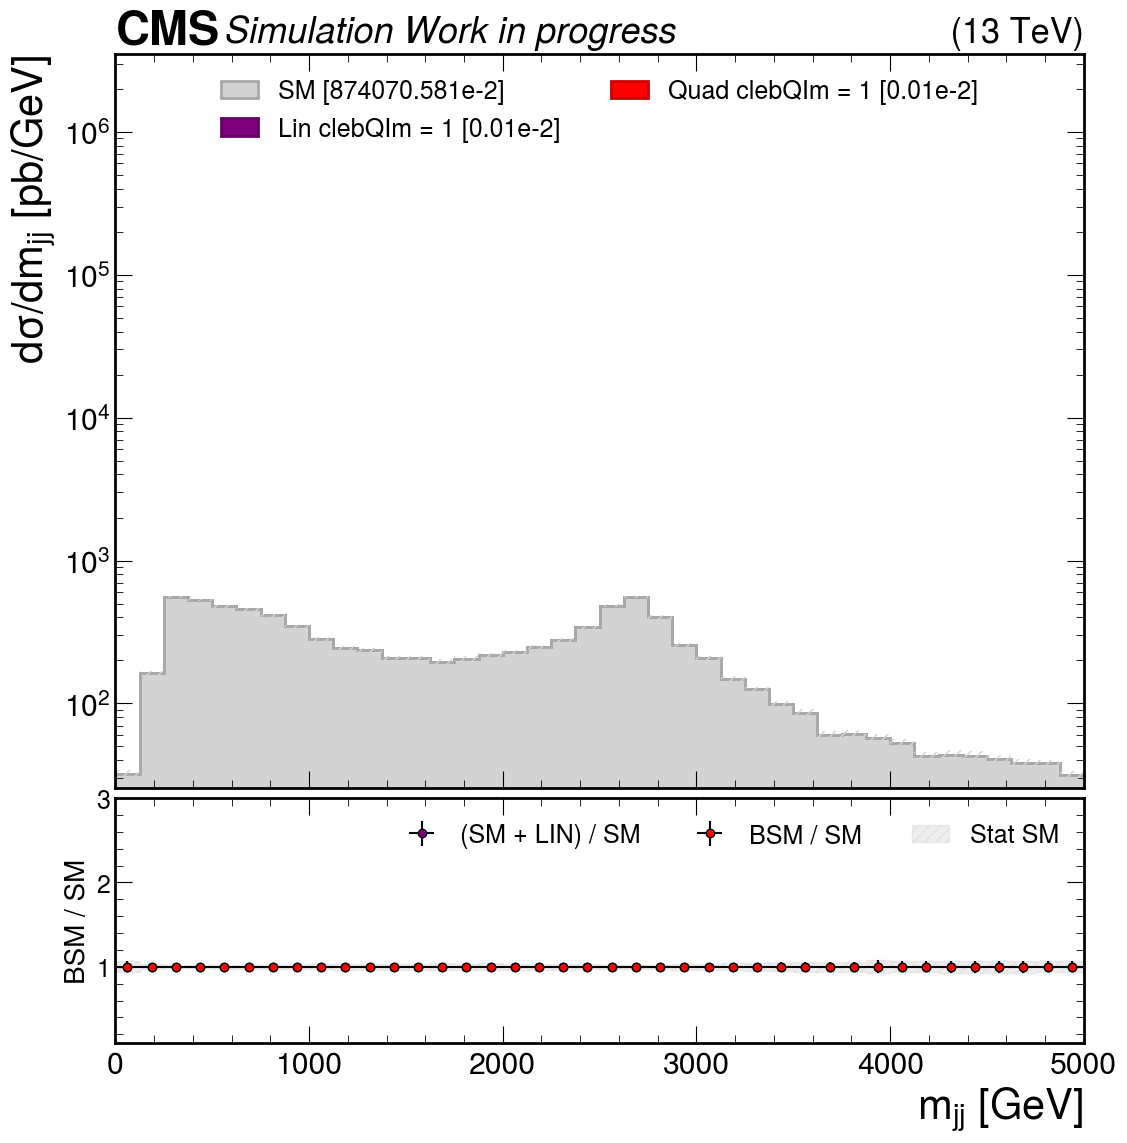 CMS Simulation Work in progress (13 TeV)
dσ/dm_jj [pb/GeV]
SM [874070.581e-2]
Quad clebQIm = 1 [0.01e-2]
Lin clebQIm = 1 [0.01e-2]
10^6
10^5
10^4
10^3
10^2
BSM / SM
3
2
1
(SM + LIN) / SM
BSM / SM
Stat SM
0 1000 2000 3000 4000 5000
m_jj [GeV]